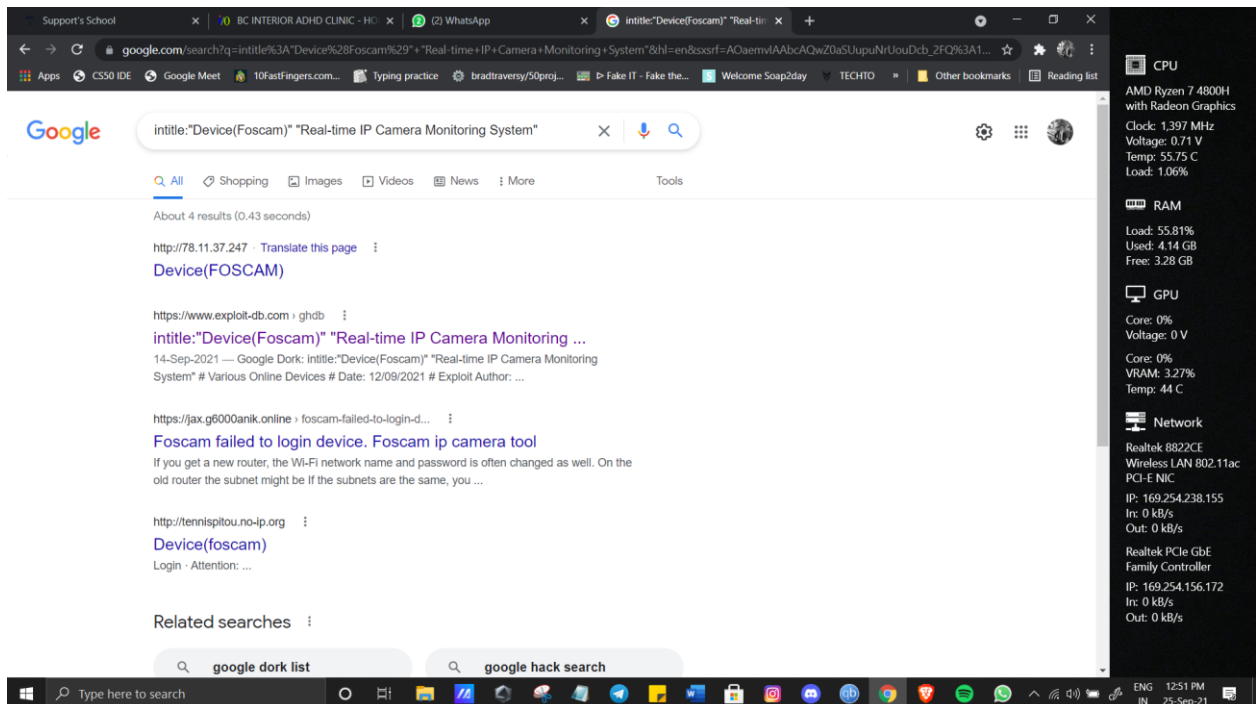 Support's School
BC INTERIOR ADHD CLINIC - HO
(2) WhatsApp
intitle:"Device(Foscam)" "Real-tim
google.com/search?q=intitle%3A"Device%28Foscam%29"+"Real-time+IP+Camera+Monitoring+System"&hl=en&sxsrf=AOaemvIAAbcAQwZ0aSUupuNrUouDcb_2FQ%3A1...
Apps
CS50 IDE
Google Meet
10FastFingers.com...
Typing practice
bradtraversy/50proj...
Fake IT - Fake the...
Welcome Soap2day
TECHTO
»
Other bookmarks
Reading list
Google
intitle:"Device(Foscam)" "Real-time IP Camera Monitoring System"
All
Shopping
Images
Videos
News
More
Tools
About 4 results (0.43 seconds)
http://78.11.37.247 · Translate this page
Device(FOSCAM)
https://www.exploit-db.com › ghdb
intitle:"Device(Foscam)" "Real-time IP Camera Monitoring ...
14-Sep-2021 — Google Dork: intitle:"Device(Foscam)" "Real-time IP Camera Monitoring
System" # Various Online Devices # Date: 12/09/2021 # Exploit Author: ...
https://jax.g6000anik.online › foscam-failed-to-login-d...
Foscam failed to login device. Foscam ip camera tool
If you get a new router, the Wi-Fi network name and password is often changed as well. On the
old router the subnet might be If the subnets are the same, you ...
http://tennispitou.no-ip.org
Device(foscam)
Login · Attention: ...
Related searches
google dork list
google hack search
CPU
AMD Ryzen 7 4800H
with Radeon Graphics
Clock: 1,397 MHz
Voltage: 0.71 V
Temp: 55.75 C
Load: 1.06%
RAM
Load: 55.81%
Used: 4.14 GB
Free: 3.28 GB
GPU
Core: 0%
Voltage: 0 V
Core: 0%
VRAM: 3.27%
Temp: 44 C
Network
Realtek 8822CE
Wireless LAN 802.11ac
PCI-E NIC
IP: 169.254.238.155
In: 0 kB/s
Out: 0 kB/s
Realtek PCIe GbE
Family Controller
IP: 169.254.156.172
In: 0 kB/s
Out: 0 kB/s
Type here to search
qb
ENG
IN
12:51 PM
25-Sep-21